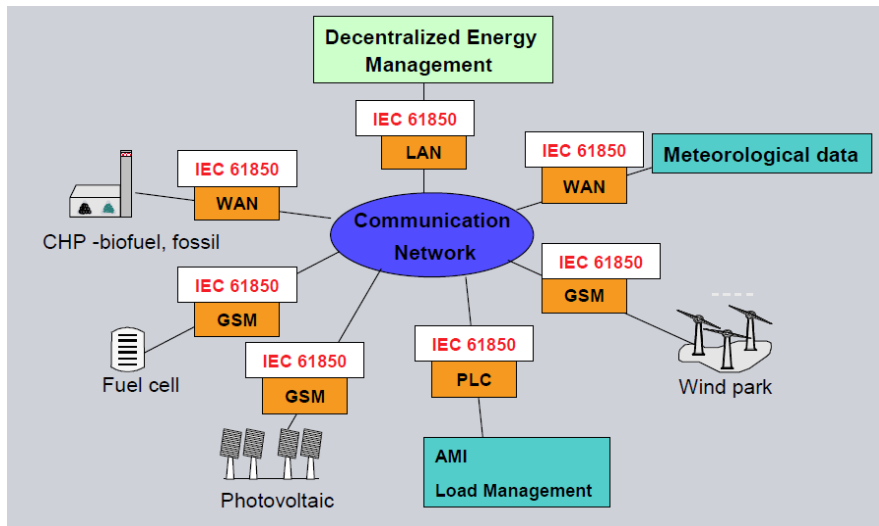 Decentralized Energy
Management
IEC 61850
LAN
IEC 61850
WAN
Meteorological data
IEC 61850
WAN
CHP -biofuel, fossil
Communication
Network
IEC 61850
GSM
Wind park
IEC 61850
GSM
Fuel cell
IEC 61850
GSM
Photovoltaic
IEC 61850
PLC
AMI
Load Management